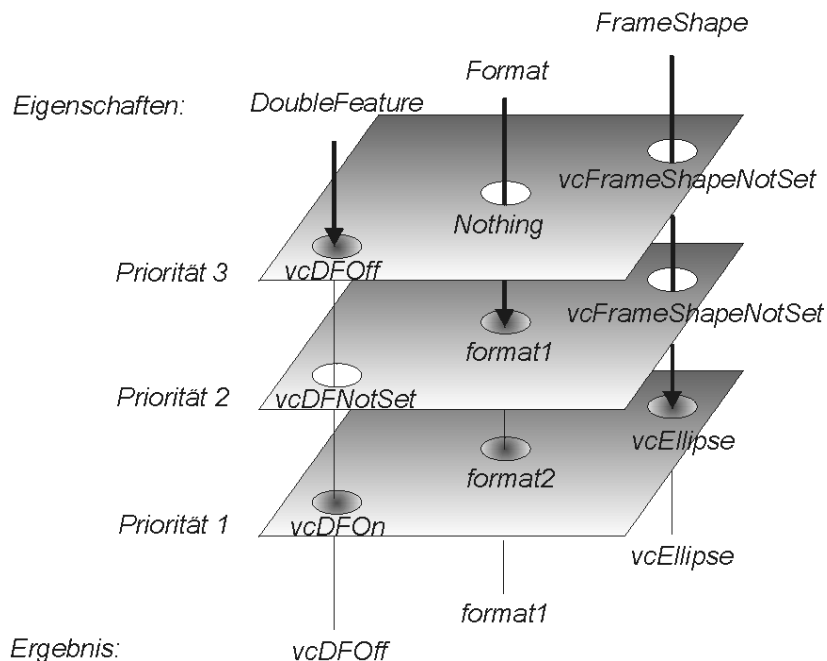 FrameShape
Format
Eigenschaften:
DoubleFeature
vcFrameShapeNotSet
Nothing
Priorität 3
vcDFOff
vcFrameShapeNotSet
format1
Priorität 2
vcDFNotSet
vcEllipse
format2
Priorität 1
vcDFOn
vcEllipse
format1
Ergebnis:
vcDFOff